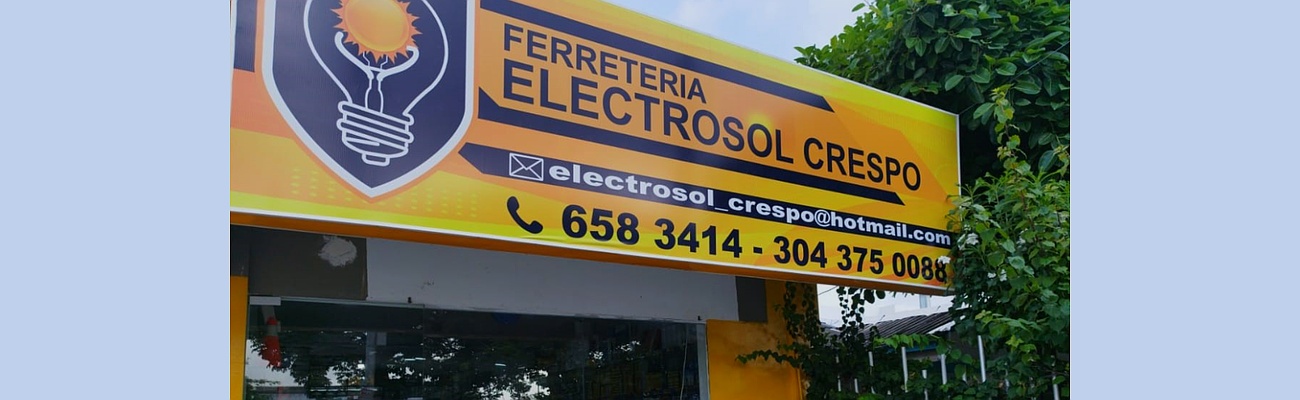 FERRETERIA
ELECTROSOL CRESPO
electrosol_crespo@hotmail.com
658 3414 - 304 375 0088